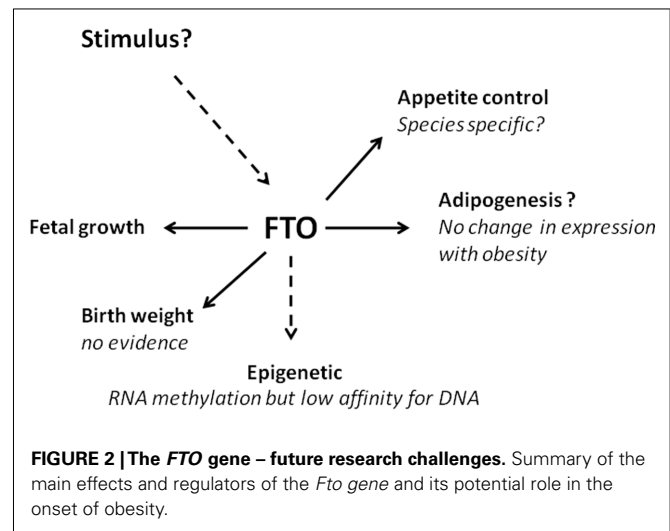 Stimulus?
Appetite control
Species specific?
Adipogenesis ?
No change in expression
with obesity
Fetal growth
FTO
Birth weight
no evidence
Epigenetic
RNA methylation but low affinity for DNA
FIGURE 2 | The FTO gene – future research challenges. Summary of the
main effects and regulators of the Fto gene and its potential role in the
onset of obesity.